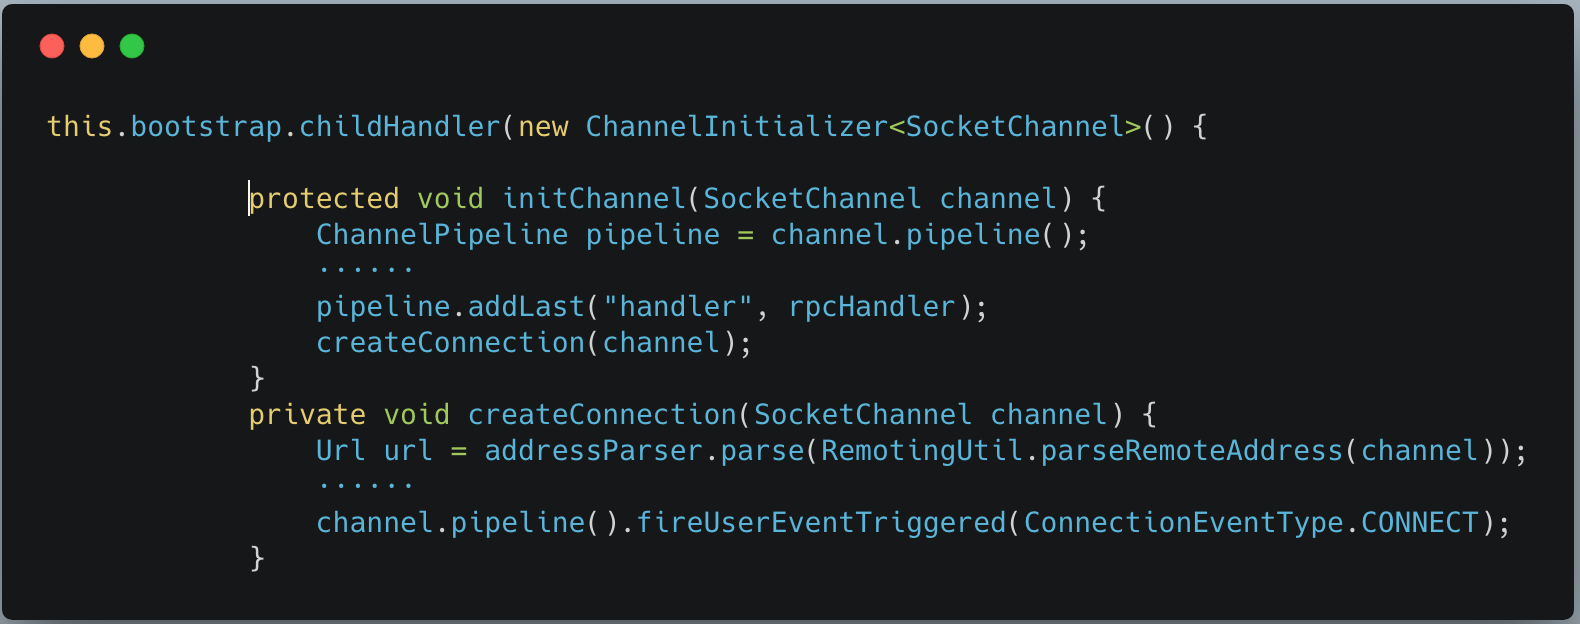 this.bootstrap.childHandler(new ChannelInitializer<SocketChannel>() {
protected void initChannel(SocketChannel channel) {
ChannelPipeline pipeline = channel.pipeline();
······
pipeline.addLast("handler", rpcHandler);
createConnection(channel);
}
private void createConnection(SocketChannel channel) {
Url url = addressParser.parse(RemotingUtil.parseRemoteAddress(channel));
······
channel.pipeline().fireUserEventTriggered(ConnectionEventType.CONNECT);
}